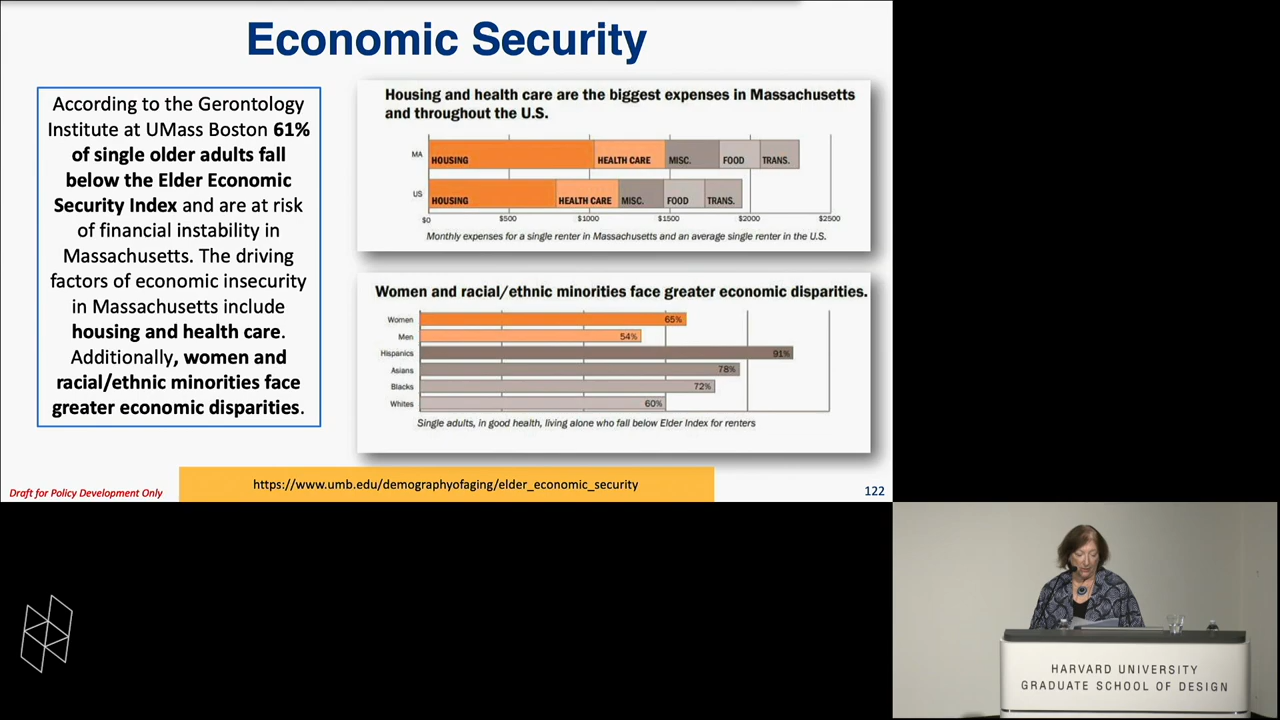 Economic Security
According to the Gerontology
Institute at UMass Boston 61%
of single older adults fall
below the Elder Economic
Security Index and are at risk
of financial instability in
Massachusetts. The driving
factors of economic insecurity
in Massachusetts include
housing and health care.
Additionally, women and
racial/ethnic minorities face
greater economic disparities.
Housing and health care are the biggest expenses in Massachusetts
and throughout the U.S.
MA
HOUSING
HEALTH CARE
MISC.
FOOD
TRANS.
US
HOUSING
HEALTH CARE
MISC.
FOOD
TRANS.
$0
$500
$1000
$1500
$2000
$2500
Monthly expenses for a single renter in Massachusetts and an average single renter in the U.S.
Women and racial/ethnic minorities face greater economic disparities.
Women 65%
Men 54%
Hispanics 91%
Asians 78%
Blacks 72%
Whites 60%
Single adults, in good health, living alone who fall below Elder Index for renters
https://www.umb.edu/demographyofaging/elder_economic_security
Draft for Policy Development Only
122
HARVARD UNIVERSITY
GRADUATE SCHOOL OF DESIGN